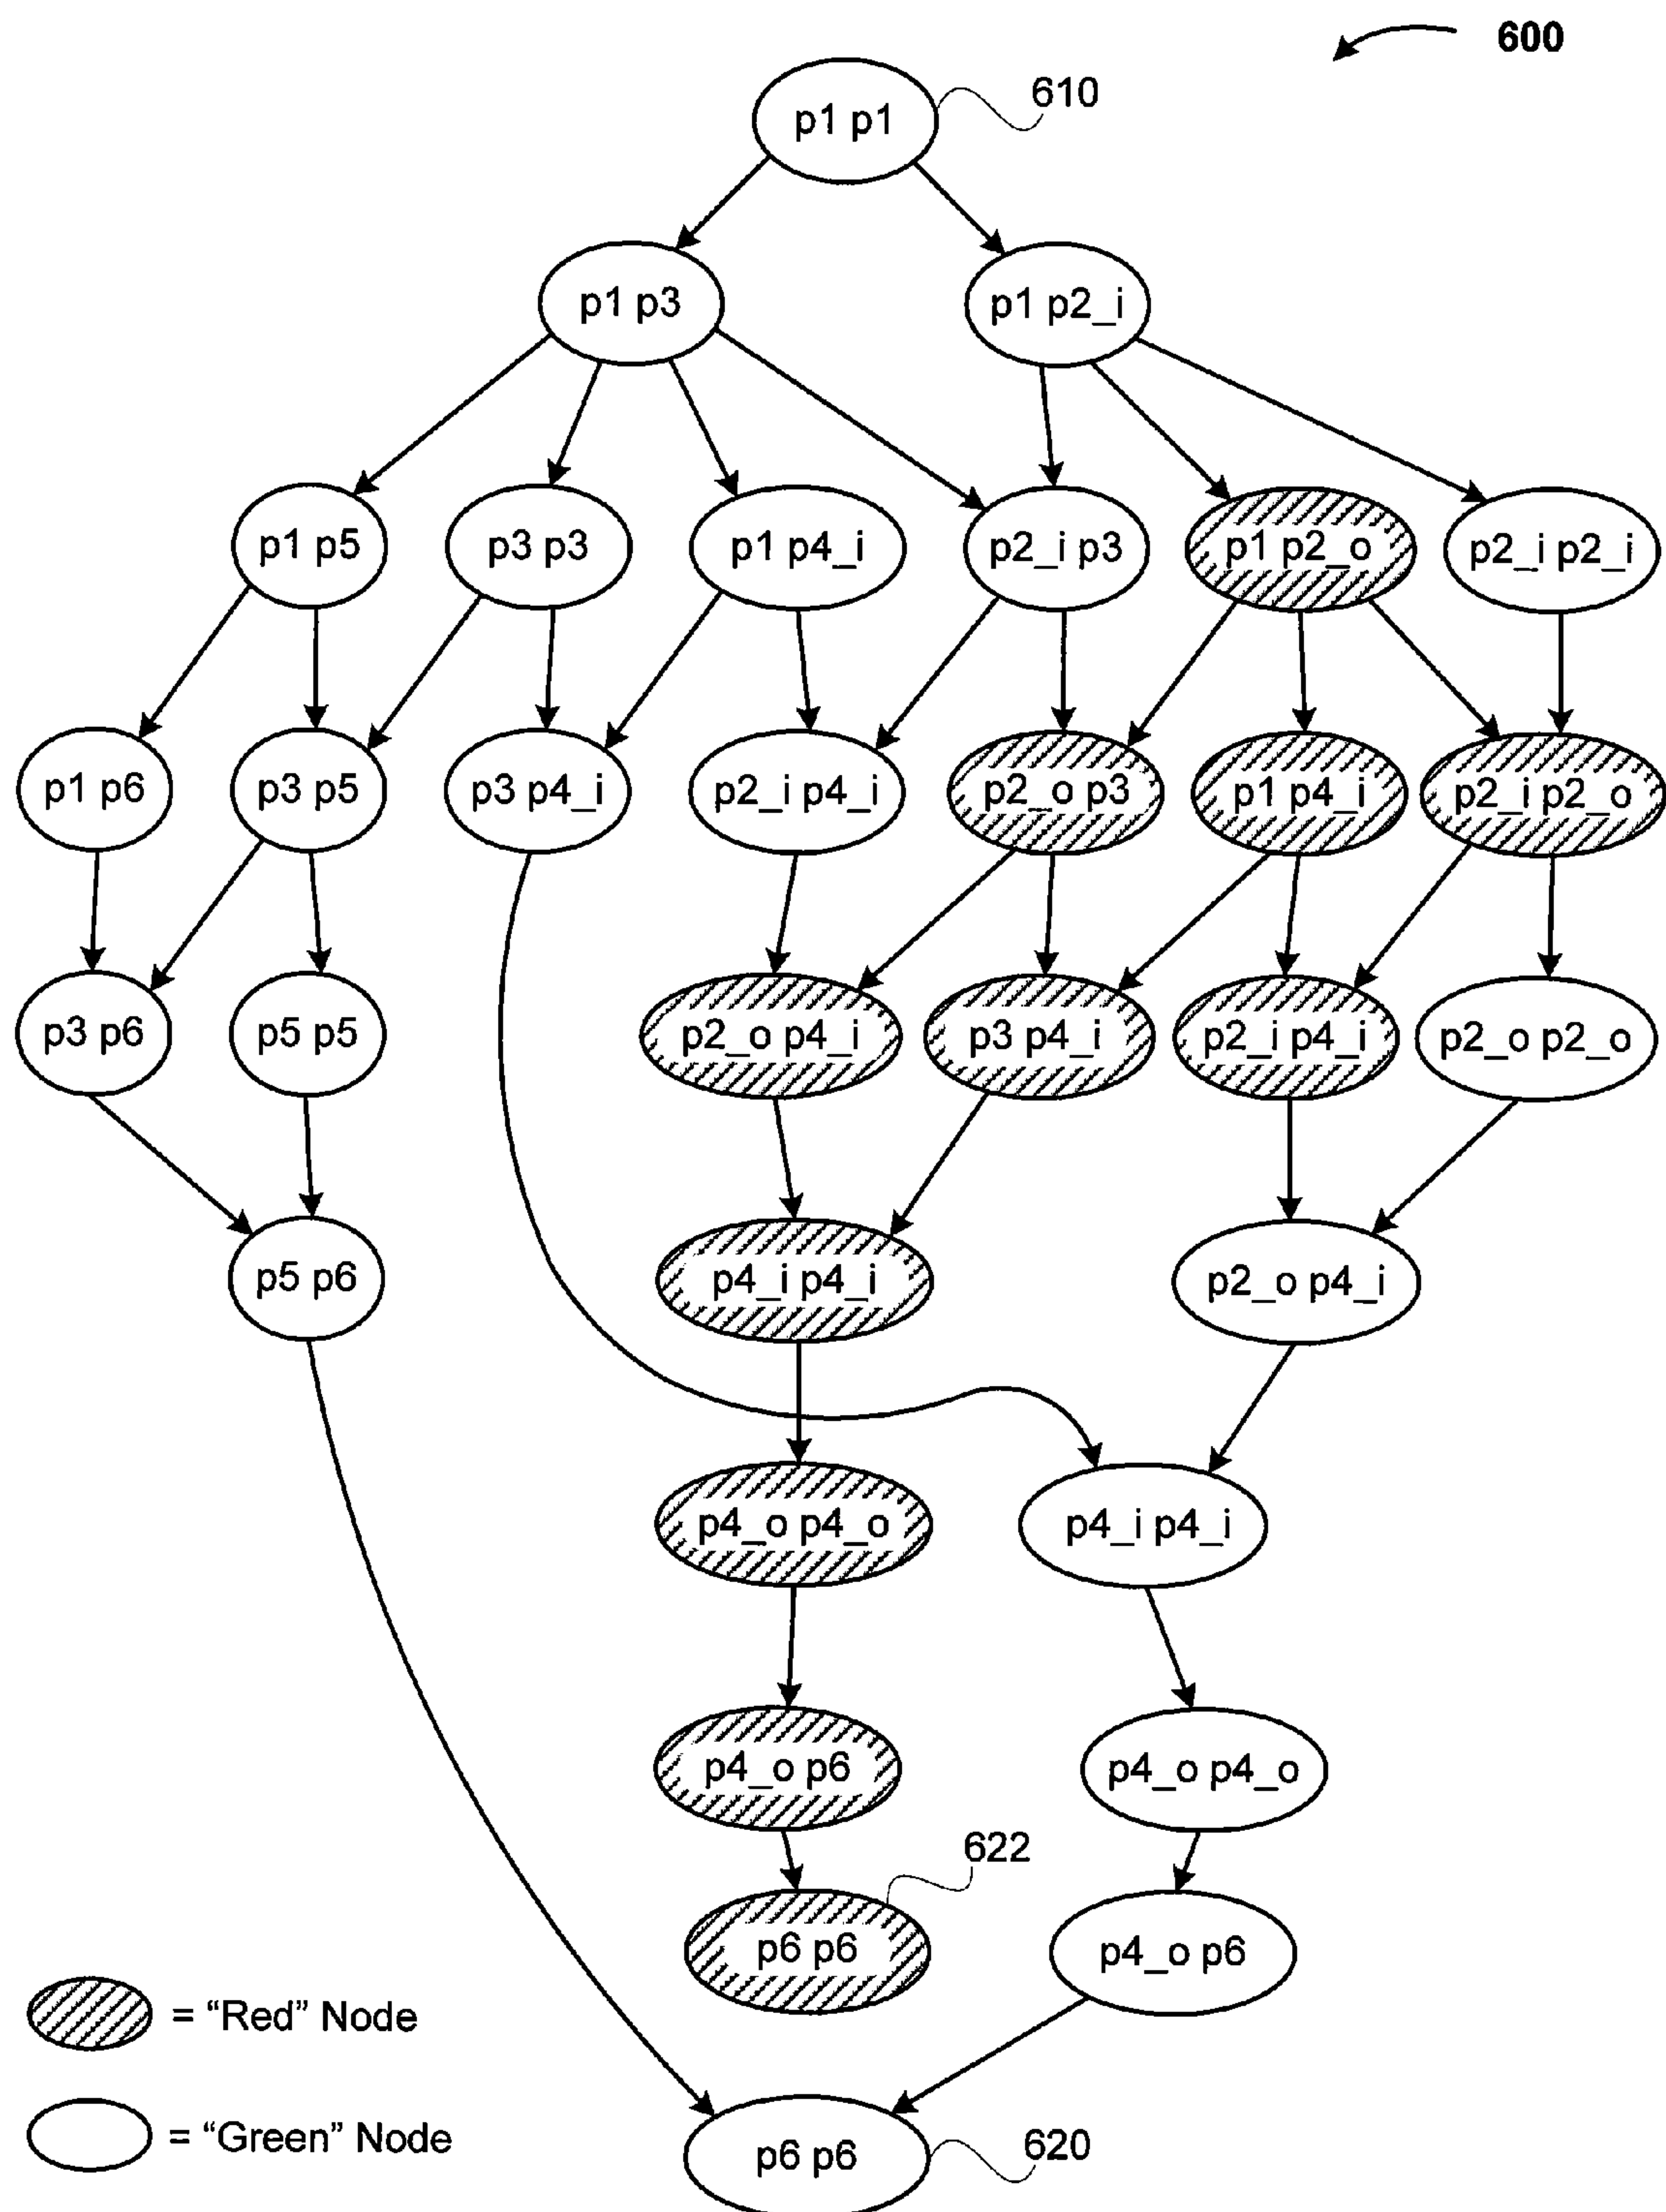 600
p1 p1
610
p1 p3
p1 p2_i
p1 p5
p3 p3
p1 p4_i
p2_i p3
p1 p2_o
p2_i p2_i
p1 p6
p3 p5
p3 p4_i
p2_i p4_i
p2_o p3
p1 p4_i
p2_i p2_o
p3 p6
p5 p5
p2_o p4_i
p3 p4_i
p2_i p4_i
p2_o p2_o
p5 p6
p4_i p4_i
p2_o p4_i
p4_o p4_o
p4_i p4_i
p4_o p6
p4_o p4_o
622
p6 p6
p4_o p6
= “Red” Node
= “Green” Node
p6 p6
620